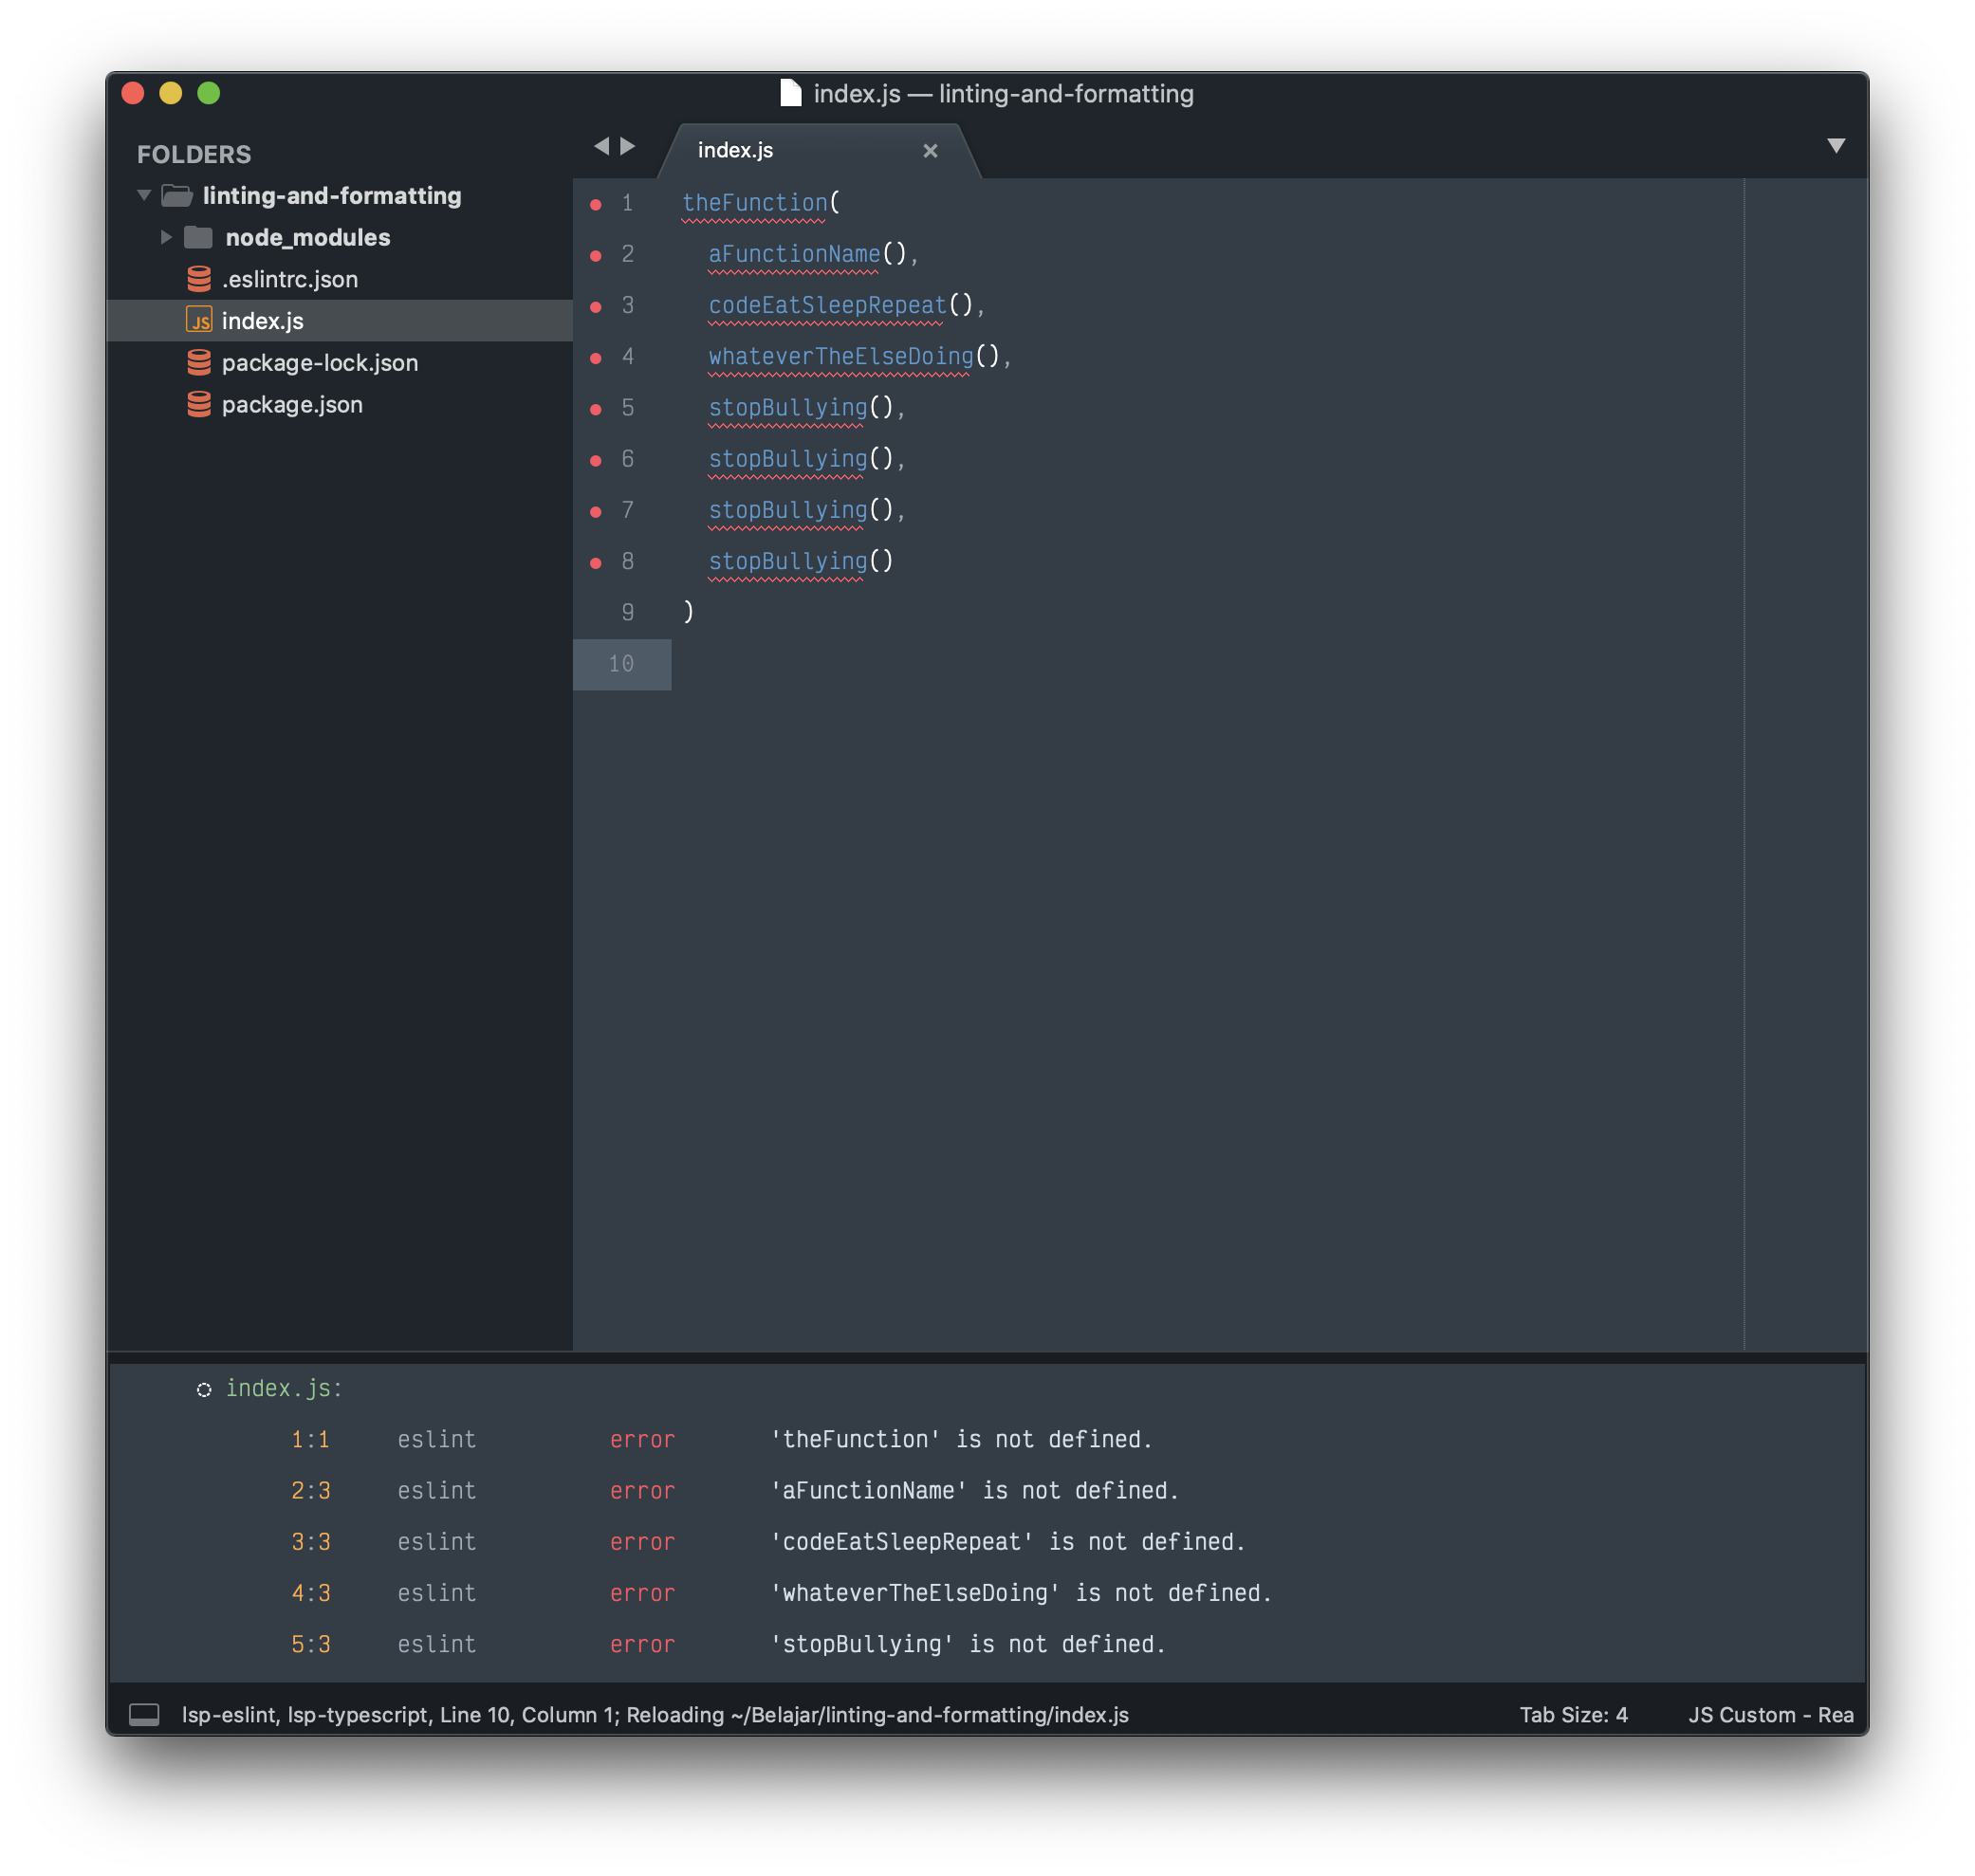 index.js — linting-and-formatting
FOLDERS
linting-and-formatting
node_modules
.eslintrc.json
JS index.js
package-lock.json
package.json
index.js
1 theFunction(
2 aFunctionName(),
3 codeEatSleepRepeat(),
4 whateverTheElseDoing(),
5 stopBullying(),
6 stopBullying(),
7 stopBullying(),
8 stopBullying()
9 )
10
index.js:
1:1 eslint error 'theFunction' is not defined.
2:3 eslint error 'aFunctionName' is not defined.
3:3 eslint error 'codeEatSleepRepeat' is not defined.
4:3 eslint error 'whateverTheElseDoing' is not defined.
5:3 eslint error 'stopBullying' is not defined.
lsp-eslint, lsp-typescript, Line 10, Column 1; Reloading ~/Belajar/linting-and-formatting/index.js Tab Size: 4 JS Custom - Rea